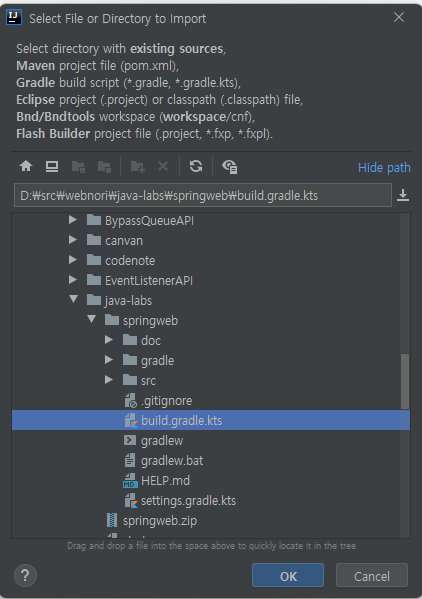 Select File or Directory to Import
Select directory with existing sources,
Maven project file (pom.xml),
Gradle build script (*.gradle, *.gradle.kts),
Eclipse project (.project) or classpath (.classpath) file,
Bnd/Bndtools workspace (workspace/cnf),
Flash Builder project file (.project, *.fxp, *.fxpl).
Hide path
D:₩src₩webnori₩java-labs₩springweb₩build.gradle.kts
BypassQueueAPI
canvan
codenote
EventListenerAPI
java-labs
springweb
doc
gradle
src
.gitignore
build.gradle.kts
gradlew
gradlew.bat
HELP.md
settings.gradle.kts
springweb.zip
Drag and drop a file into the space above to quickly locate it in the tree
?
OK
Cancel